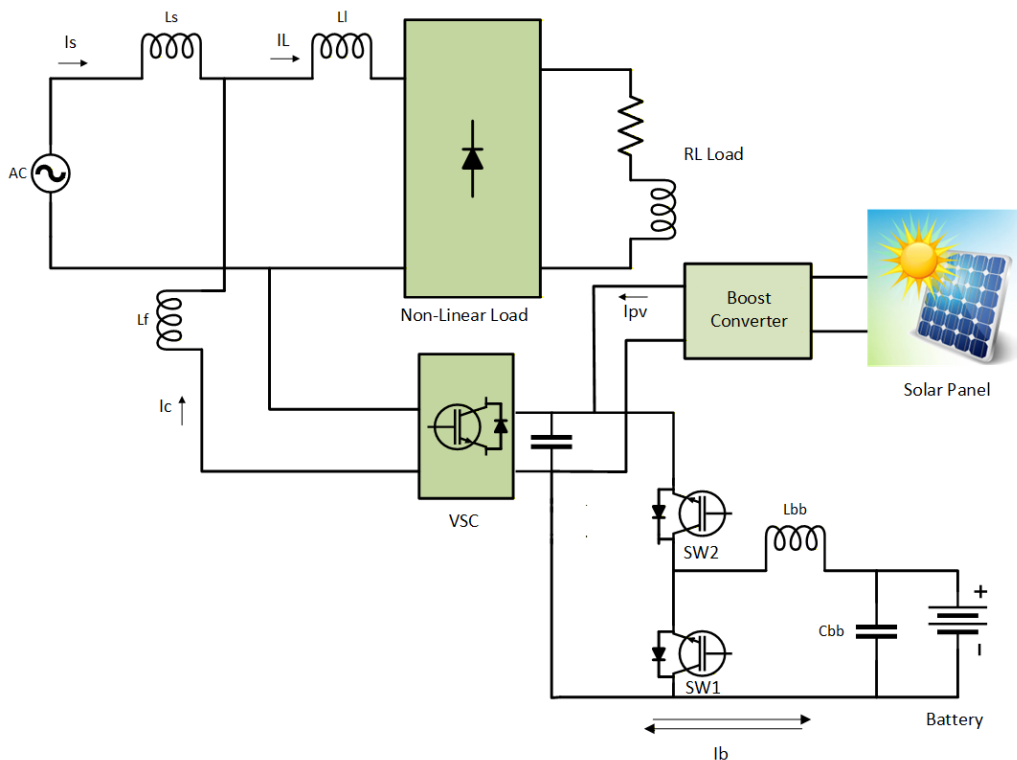 Ls
Is
IL
Ll
AC
RL Load
Lf
Non-Linear Load
Ipv
Boost
Converter
Solar Panel
Ic
VSC
SW2
Lbb
Cbb
+
SW1
Battery
Ib